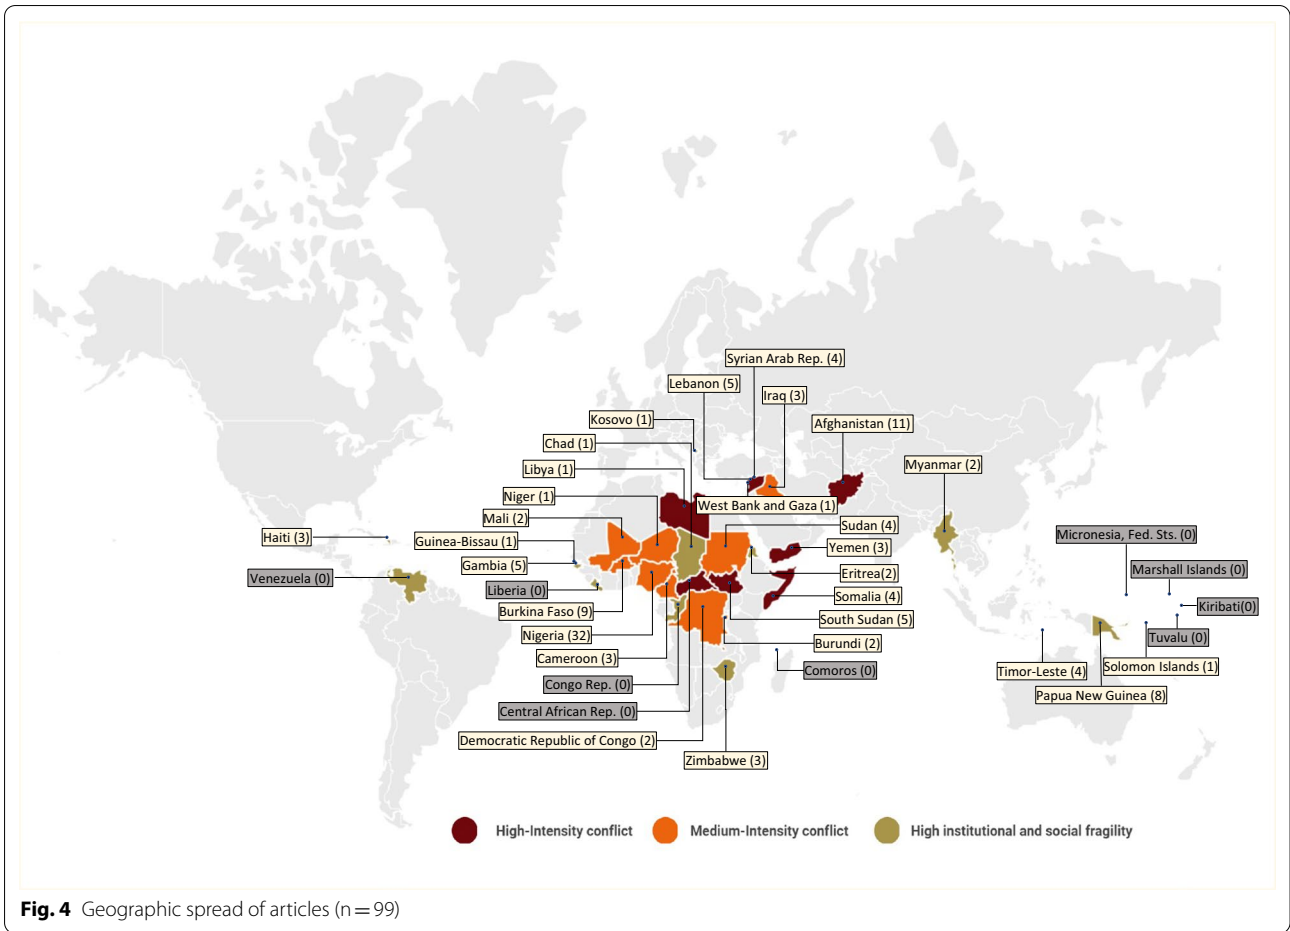 Syrian Arab Rep. (4)
Lebanon (5)
Iraq (3)
Kosovo (1)
Afghanistan (11)
Chad (1)
Myanmar (2)
Libya (1)
Niger (1)
West Bank and Gaza (1)
Mali (2)
Sudan (4)
Haiti (3)
Guinea-Bissau (1)
Micronesia, Fed. Sts. (0)
Yemen (3)
Gambia (5)
Marshall Islands (0)
Venezuela (0)
Eritrea(2)
Liberia (0)
Somalia (4)
Kiribati(0)
Burkina Faso (9)
South Sudan (5)
Nigeria (32)
Tuvalu (0)
Burundi (2)
Cameroon (3)
Solomon Islands (1)
Comoros (0)
Timor-Leste (4)
Congo Rep. (0)
Papua New Guinea (8)
Central African Rep. (0)
Democratic Republic of Congo (2)
Zimbabwe (3)
High-Intensity conflict
Medium-Intensity conflict
High institutional and social fragility
Fig. 4 Geographic spread of articles (n = 99)